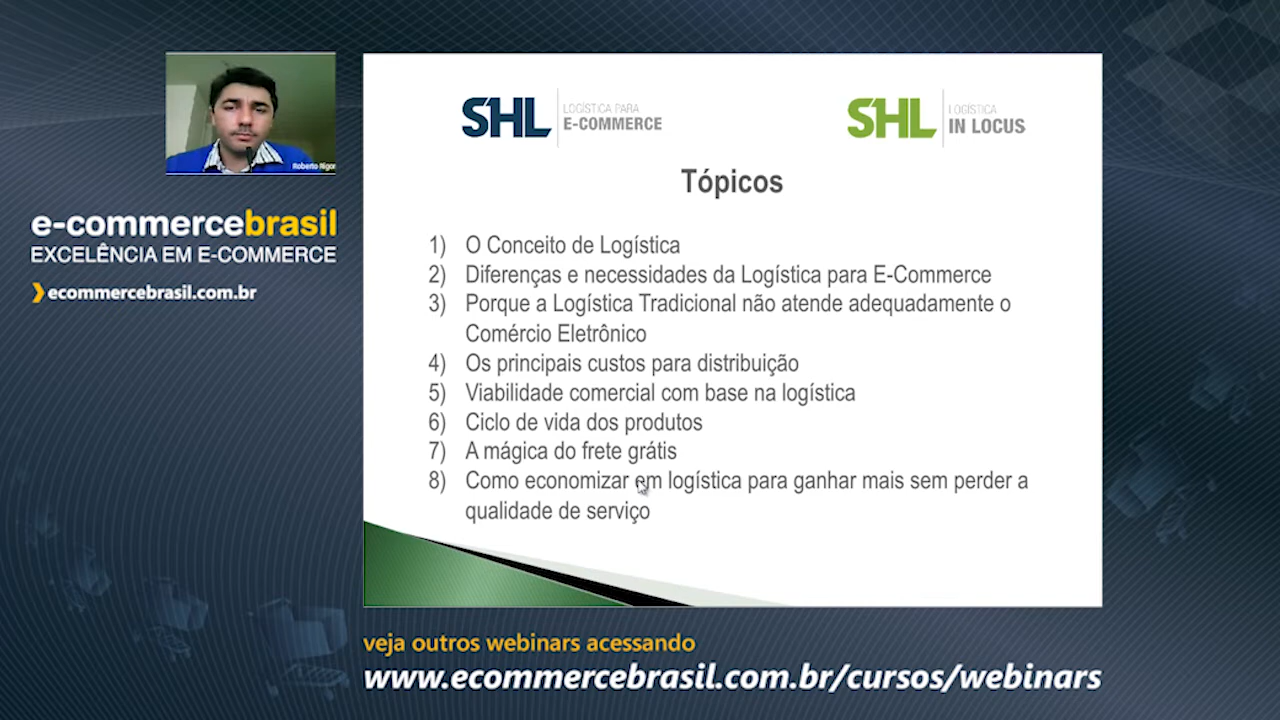 Roberto Rigor
e-commercebrasil
EXCELÊNCIA EM E-COMMERCE
ecommercebrasil.com.br
SHL LOGÍSTICA PARA
E-COMMERCE
SHL LOGÍSTICA
IN LOCUS
Tópicos
1) O Conceito de Logística
2) Diferenças e necessidades da Logística para E-Commerce
3) Porque a Logística Tradicional não atende adequadamente o
Comércio Eletrônico
4) Os principais custos para distribuição
5) Viabilidade comercial com base na logística
6) Ciclo de vida dos produtos
7) A mágica do frete grátis
8) Como economizar em logística para ganhar mais sem perder a
qualidade de serviço
veja outros webinars acessando
www.ecommercebrasil.com.br/cursos/webinars